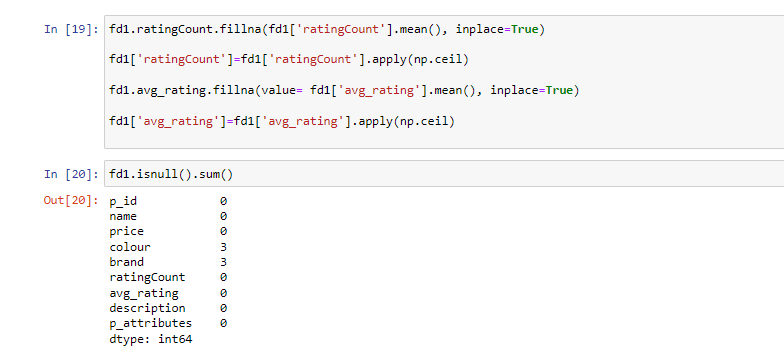 In [19]: fd1.ratingCount.fillna(fd1['ratingCount'].mean(), inplace=True)
fd1['ratingCount']=fd1['ratingCount'].apply(np.ceil)
fd1.avg_rating.fillna(value= fd1['avg_rating'].mean(), inplace=True)
fd1['avg_rating']=fd1['avg_rating'].apply(np.ceil)
In [20]: fd1.isnull().sum()
Out[20]: p_id 0
name 0
price 0
colour 3
brand 3
ratingCount 0
avg_rating 0
description 0
p_attributes 0
dtype: int64